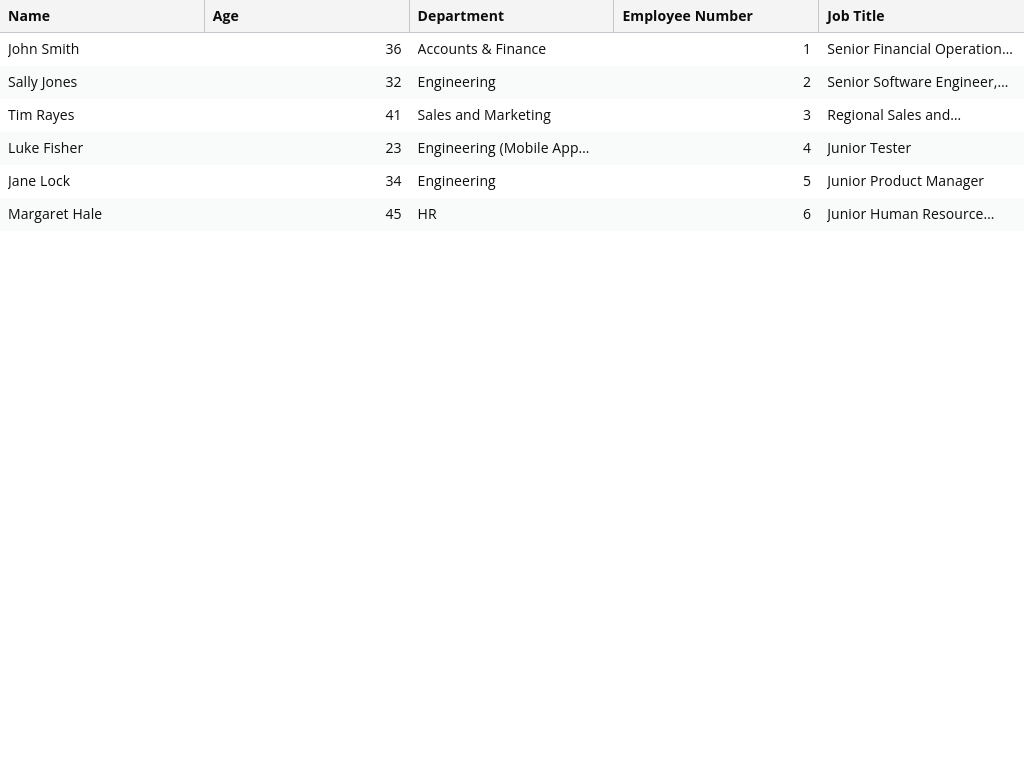 Name Age Department Employee Number Job Title
John Smith 36 Accounts & Finance 1 Senior Financial Operation...
Sally Jones 32 Engineering 2 Senior Software Engineer,...
Tim Rayes 41 Sales and Marketing 3 Regional Sales and...
Luke Fisher 23 Engineering (Mobile App... 4 Junior Tester
Jane Lock 34 Engineering 5 Junior Product Manager
Margaret Hale 45 HR 6 Junior Human Resource...